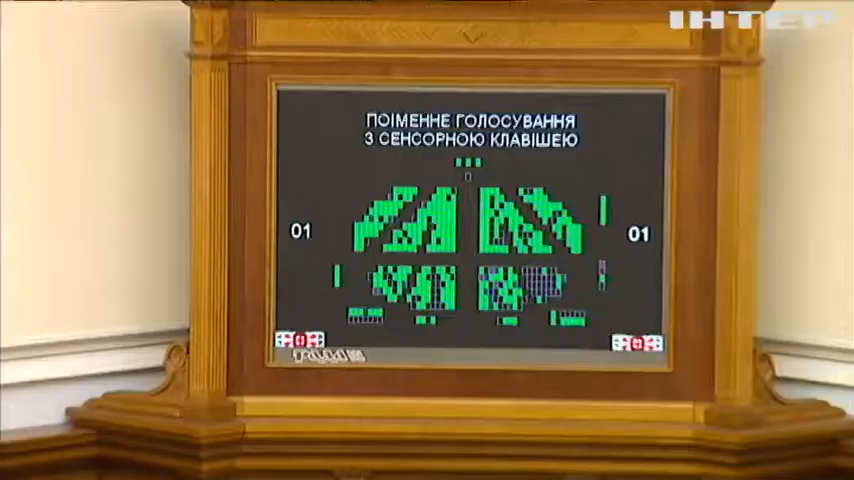 ІНТЕР
ПОІМЕННЕ ГОЛОСУВАННЯ
З СЕНСОРНОЮ КЛАВІШЕЮ
01
01